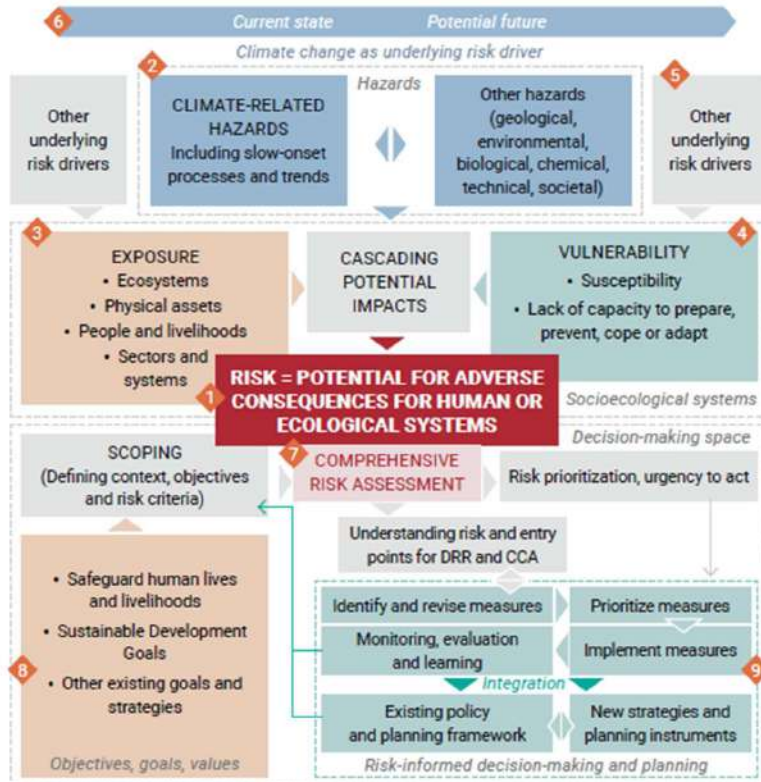 6
Current state
Potential future
Climate change as underlying risk driver
2
Hazards
5
Other
underlying
risk drivers
CLIMATE-RELATED
HAZARDS
Including slow-onset
processes and trends
Other hazards
(geological,
environmental,
biological, chemical,
technical, societal)
Other
underlying
risk drivers
3
EXPOSURE
• Ecosystems
• Physical assets
• People and livelihoods
• Sectors and
systems
CASCADING
POTENTIAL
IMPACTS
4
VULNERABILITY
• Susceptibility
• Lack of capacity to prepare,
prevent, cope or adapt
1
RISK = POTENTIAL FOR ADVERSE
CONSEQUENCES FOR HUMAN OR
ECOLOGICAL SYSTEMS
Socioecological systems
Decision-making space
SCOPING
(Defining context, objectives
and risk criteria)
7
COMPREHENSIVE
RISK ASSESSMENT
Risk prioritization, urgency to act
Understanding risk and entry
points for DRR and CCA
8
• Safeguard human lives
and livelihoods
• Sustainable Development
Goals
• Other existing goals and
strategies
Objectives, goals, values
Identify and revise measures
Prioritize measures
Monitoring, evaluation
and learning
Implement measures
9
Integration
Existing policy
and planning framework
New strategies and
planning instruments
Risk-informed decision-making and planning